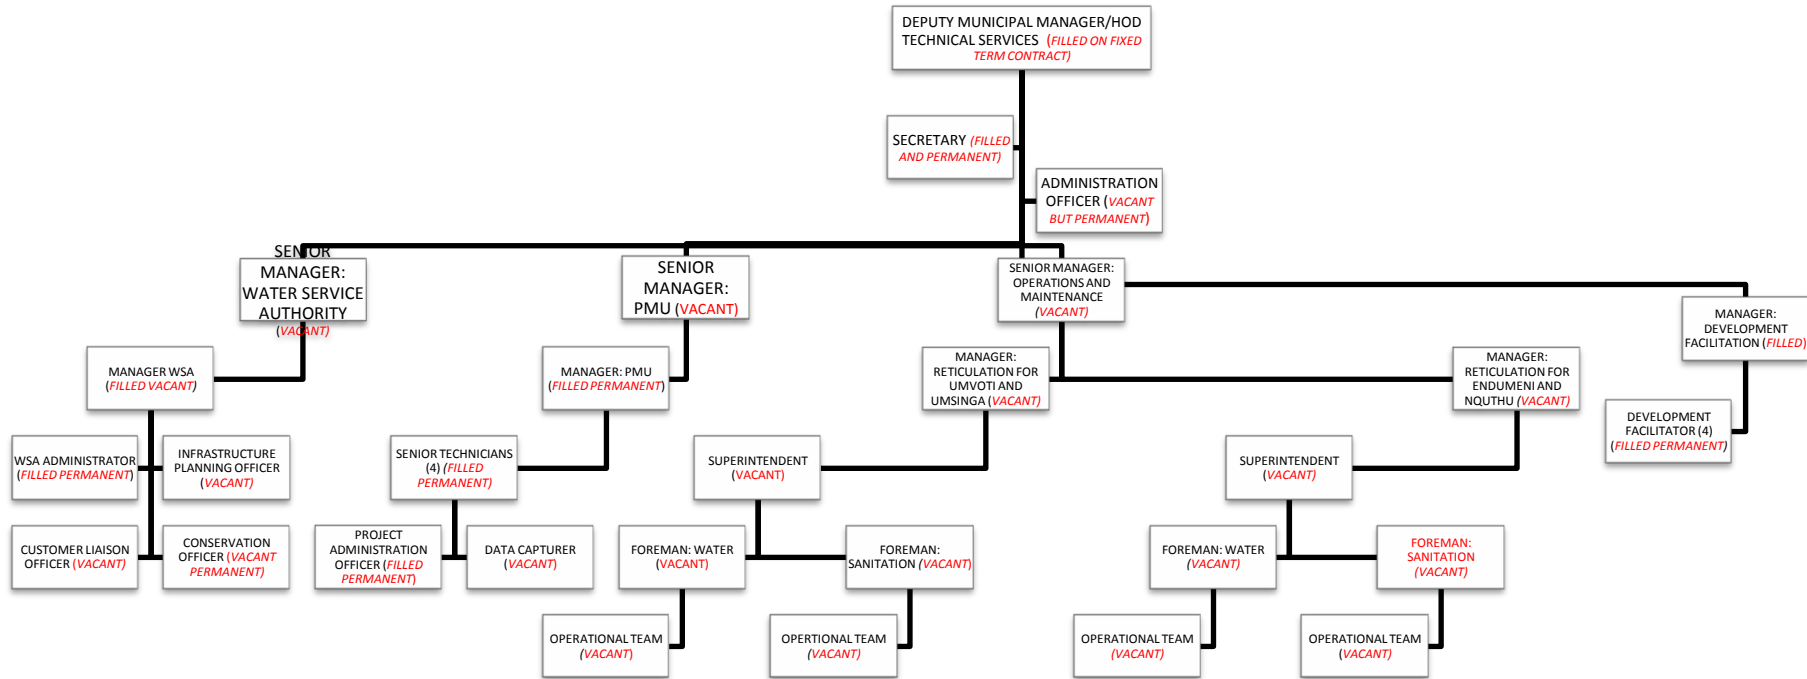 DEPUTY MUNICIPAL MANAGER/HOD
TECHNICAL SERVICES (FILLED ON FIXED
TERM CONTRACT)
SECRETARY (FILLED
AND PERMANENT)
ADMINISTRATION
OFFICER (VACANT
BUT PERMANENT)
SENIOR
MANAGER:
WATER SERVICE
AUTHORITY
(VACANT)
SENIOR
MANAGER:
PMU (VACANT)
SENIOR MANAGER:
OPERATIONS AND
MAINTENANCE
(VACANT)
MANAGER:
DEVELOPMENT
FACILITATION (FILLED)
MANAGER WSA
(FILLED VACANT)
MANAGER: PMU
(FILLED PERMANENT)
MANAGER:
RETICULATION FOR
UMVOTI AND
UMSINGA (VACANT)
MANAGER:
RETICULATION FOR
ENDUMENI AND
NQUTHU (VACANT)
DEVELOPMENT
FACILITATOR (4)
(FILLED PERMANENT)
WSA ADMINISTRATOR
(FILLED PERMANENT)
INFRASTRUCTURE
PLANNING OFFICER
(VACANT)
SENIOR TECHNICIANS
(4) (FILLED
PERMANENT)
SUPERINTENDENT
(VACANT)
SUPERINTENDENT
(VACANT)
CUSTOMER LIAISON
OFFICER (VACANT)
CONSERVATION
OFFICER (VACANT
PERMANENT)
PROJECT
ADMINISTRATION
OFFICER (FILLED
PERMANENT)
DATA CAPTURER
(VACANT)
FOREMAN: WATER
(VACANT)
FOREMAN:
SANITATION (VACANT)
FOREMAN: WATER
(VACANT)
FOREMAN:
SANITATION
(VACANT)
OPERATIONAL TEAM
(VACANT)
OPERTIONAL TEAM
(VACANT)
OPERATIONAL TEAM
(VACANT)
OPERATIONAL TEAM
(VACANT)